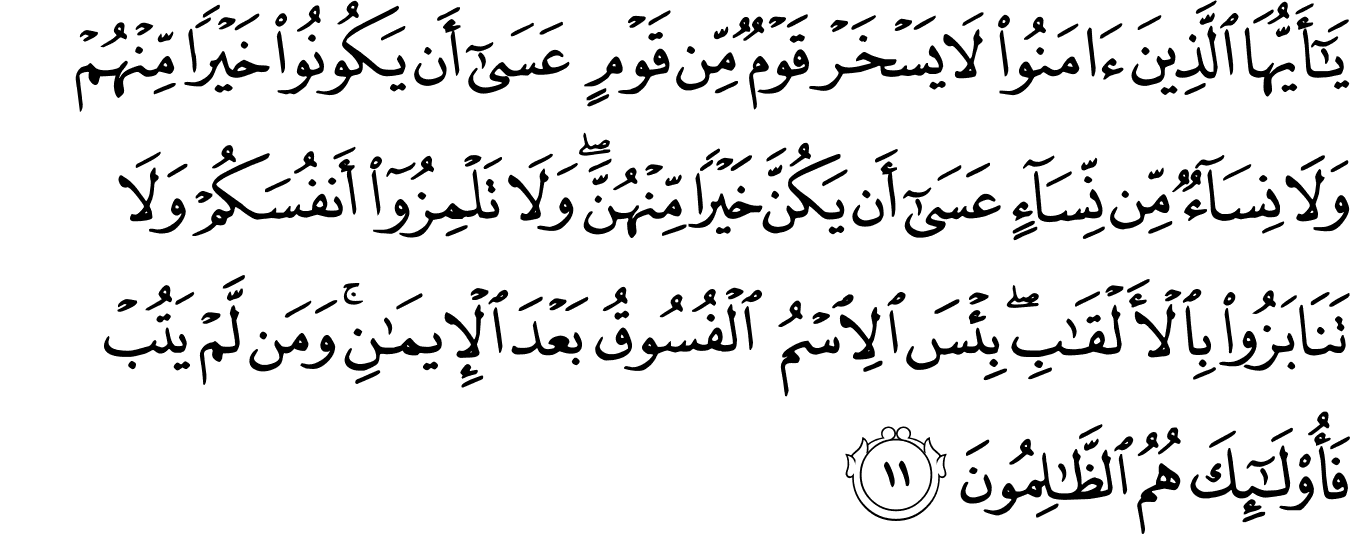 يَٰٓأَيُّهَا ٱلَّذِينَ ءَامَنُوا۟ لَا يَسْخَرْ قَوْمٌ مِّن قَوْمٍ عَسَىٰٓ أَن يَكُونُوا۟ خَيْرًا مِّنْهُمْ
وَلَا نِسَآءٌ مِّن نِّسَآءٍ عَسَىٰٓ أَن يَكُنَّ خَيْرًا مِّنْهُنَّ ۖ وَلَا تَلْمِزُوٓا۟ أَنفُسَكُمْ وَلَا
تَنَابَزُوا۟ بِٱلْأَلْقَٰبِ ۖ بِئْسَ ٱلِٱسْمُ ٱلْفُسُوقُ بَعْدَ ٱلْإِيمَٰنِ ۚ وَمَن لَّمْ يَتُبْ
فَأُو۟لَٰٓئِكَ هُمُ ٱلظَّٰلِمُونَ ١١